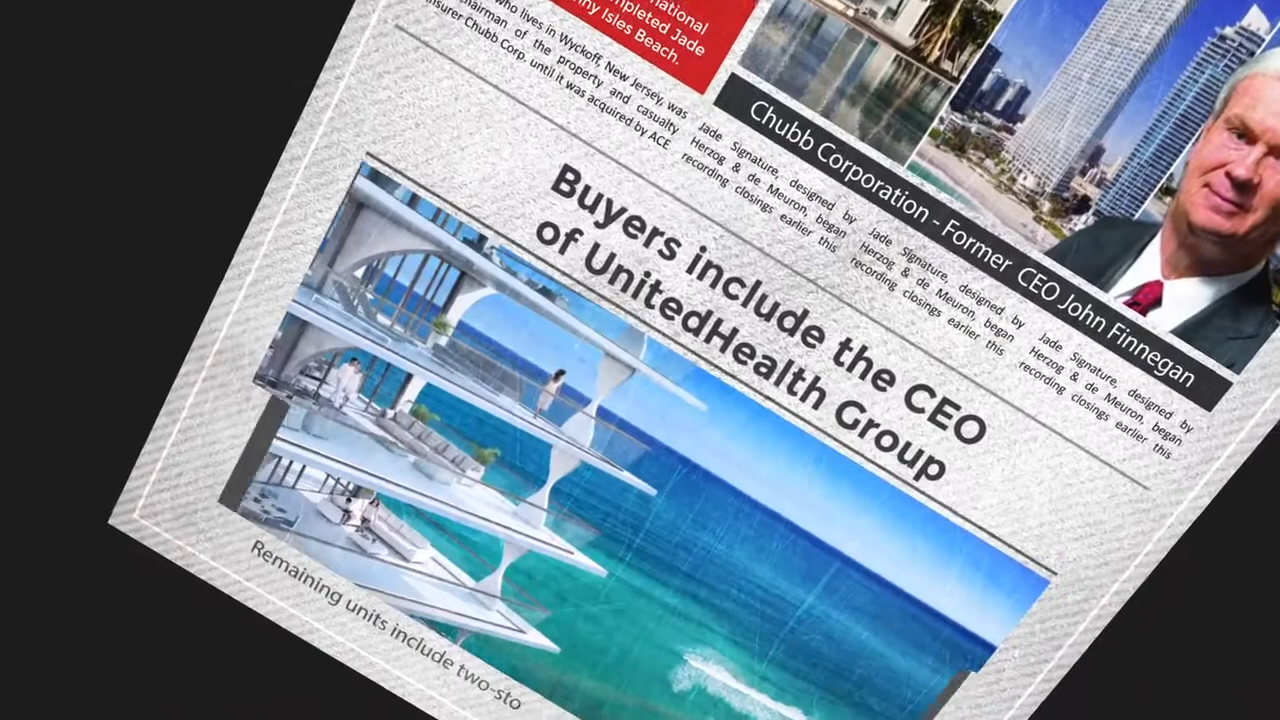 national
mpleted Jade
nny Isles Beach.
who lives in Wyckoff, New Jersey, was
chairman of the property and casualty
insurer Chubb Corp. until it was acquired by ACE
Jade Signature, designed by
Herzog & de Meuron, began
recording closings earlier this
Jade Signature, designed by
Herzog & de Meuron, began
recording closings earlier this
Jade Signature, designed by
Herzog & de Meuron, began
recording closings earlier this
Chubb Corporation - Former CEO John Finnegan
Buyers include the CEO
of UnitedHealth Group
Remaining units include two-sto